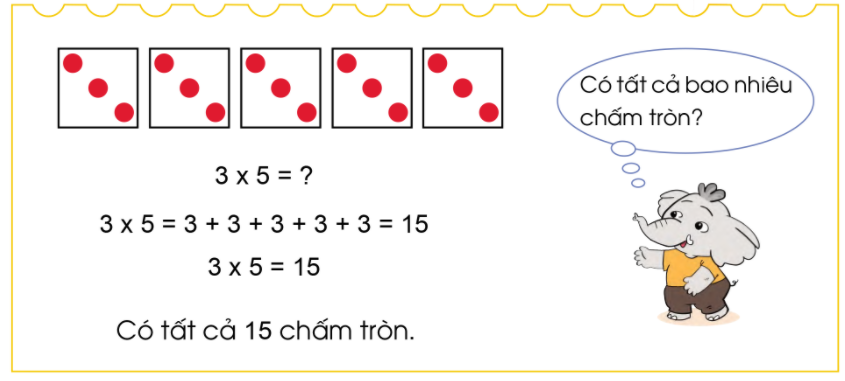 Có tất cả bao nhiêu
chấm tròn?
3 x 5 = ?
3 x 5 = 3 + 3 + 3 + 3 + 3 = 15
3 x 5 = 15
Có tất cả 15 chấm tròn.